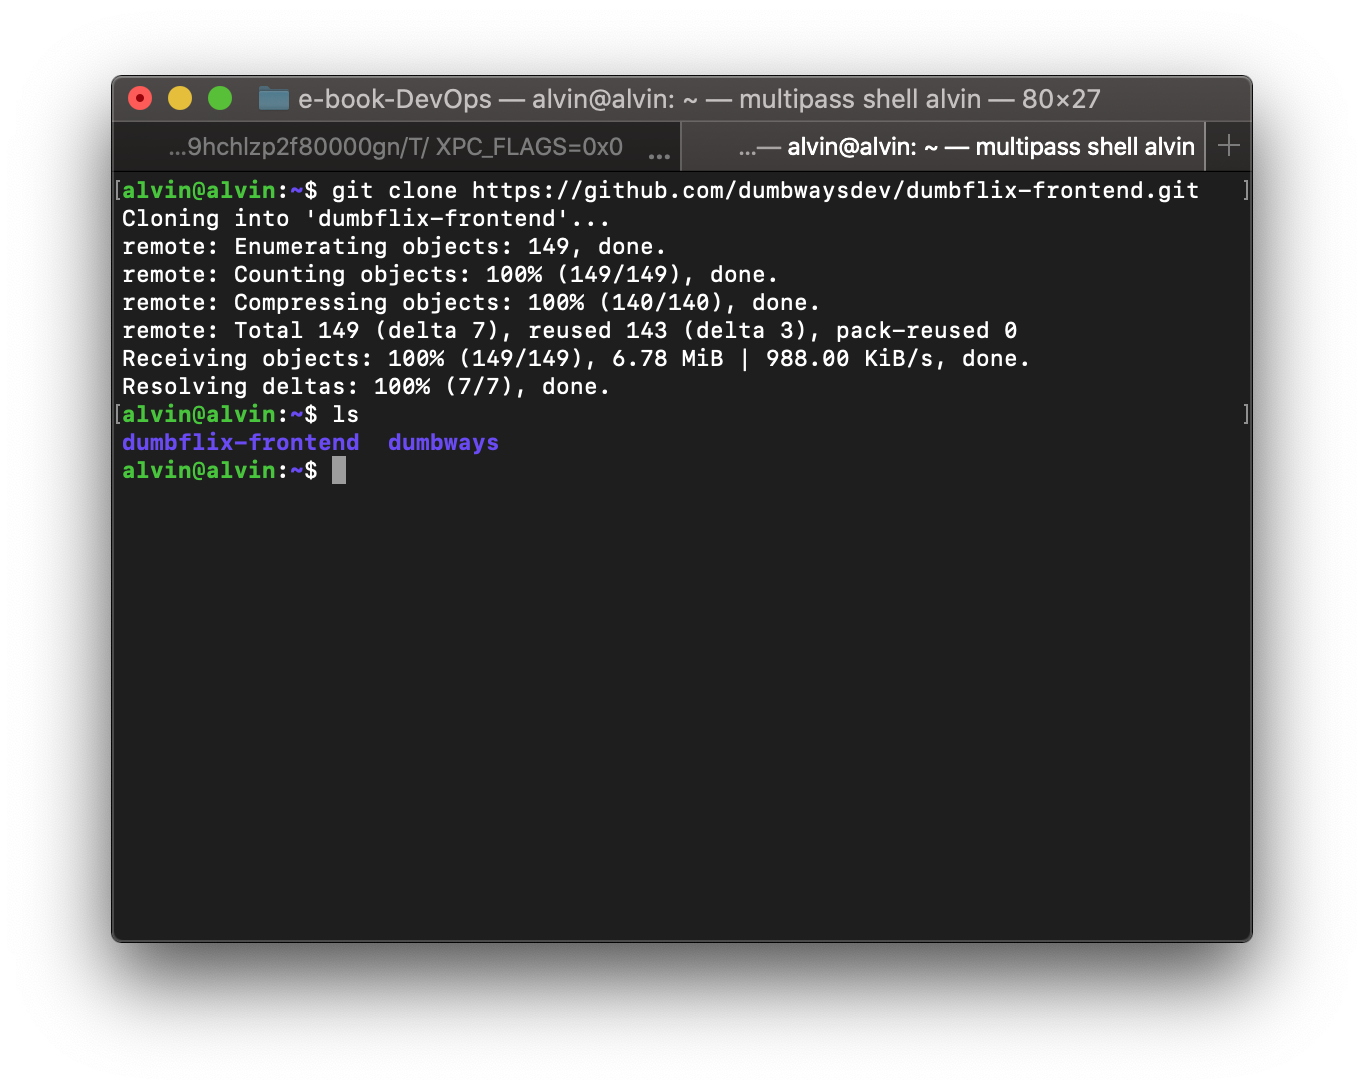 e-book-DevOps — alvin@alvin: ~ — multipass shell alvin — 80×27
...9hchlzp2f80000gn/T/ XPC_FLAGS=0x0 ...
...— alvin@alvin: ~ — multipass shell alvin
[alvin@alvin:~$ git clone https://github.com/dumbwaysdev/dumbflix-frontend.git ]
Cloning into 'dumbflix-frontend'...
remote: Enumerating objects: 149, done.
remote: Counting objects: 100% (149/149), done.
remote: Compressing objects: 100% (140/140), done.
remote: Total 149 (delta 7), reused 143 (delta 3), pack-reused 0
Receiving objects: 100% (149/149), 6.78 MiB | 988.00 KiB/s, done.
Resolving deltas: 100% (7/7), done.
[alvin@alvin:~$ ls ]
dumbflix-frontend  dumbways
alvin@alvin:~$